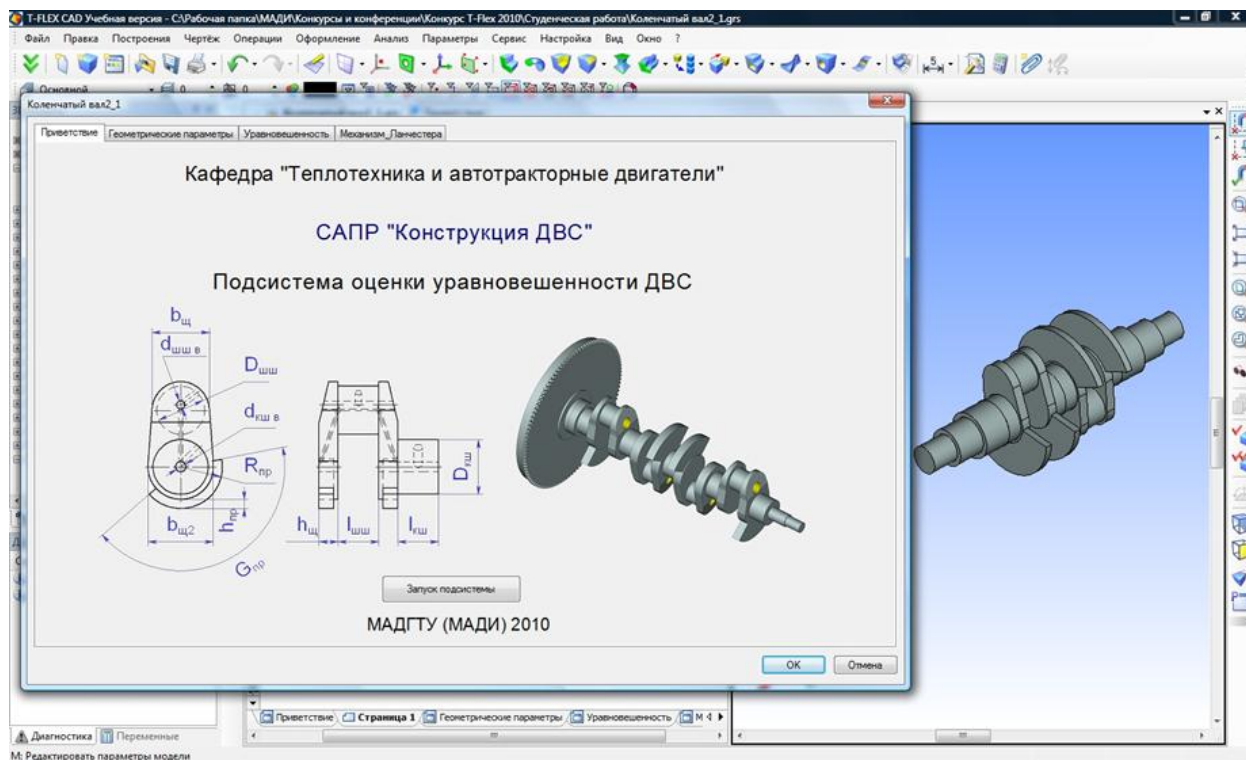 T-FLEX CAD Учебная версия - C:\Рабочая папка\МАДИ\Конкурсы и конференции\Конкурс T-Flex 2010\Студенческая работа\Коленчатый вал2_1.grs
Файл Правка Построения Чертёж Операции Оформление Анализ Параметры Сервис Настройка Вид Окно ?
Основной 0 0
Коленчатый вал2_1
Приветствие Геометрические параметры Уравновешенность Механизм_Ланчестера
Кафедра "Теплотехника и автотракторные двигатели"
САПР "Конструкция ДВС"
Подсистема оценки уравновешенности ДВС
bщ
dшш в
Dшш
dкш в
Rпр
Dкш
bщ2 hпр hщ lшш lкш
Gпр
Запуск подсистемы
МАДГТУ (МАДИ) 2010
OK Отмена
Приветствие Страница 1 Геометрические параметры Уравновешенность М
Диагностика Переменные
М: Редактировать параметры модели